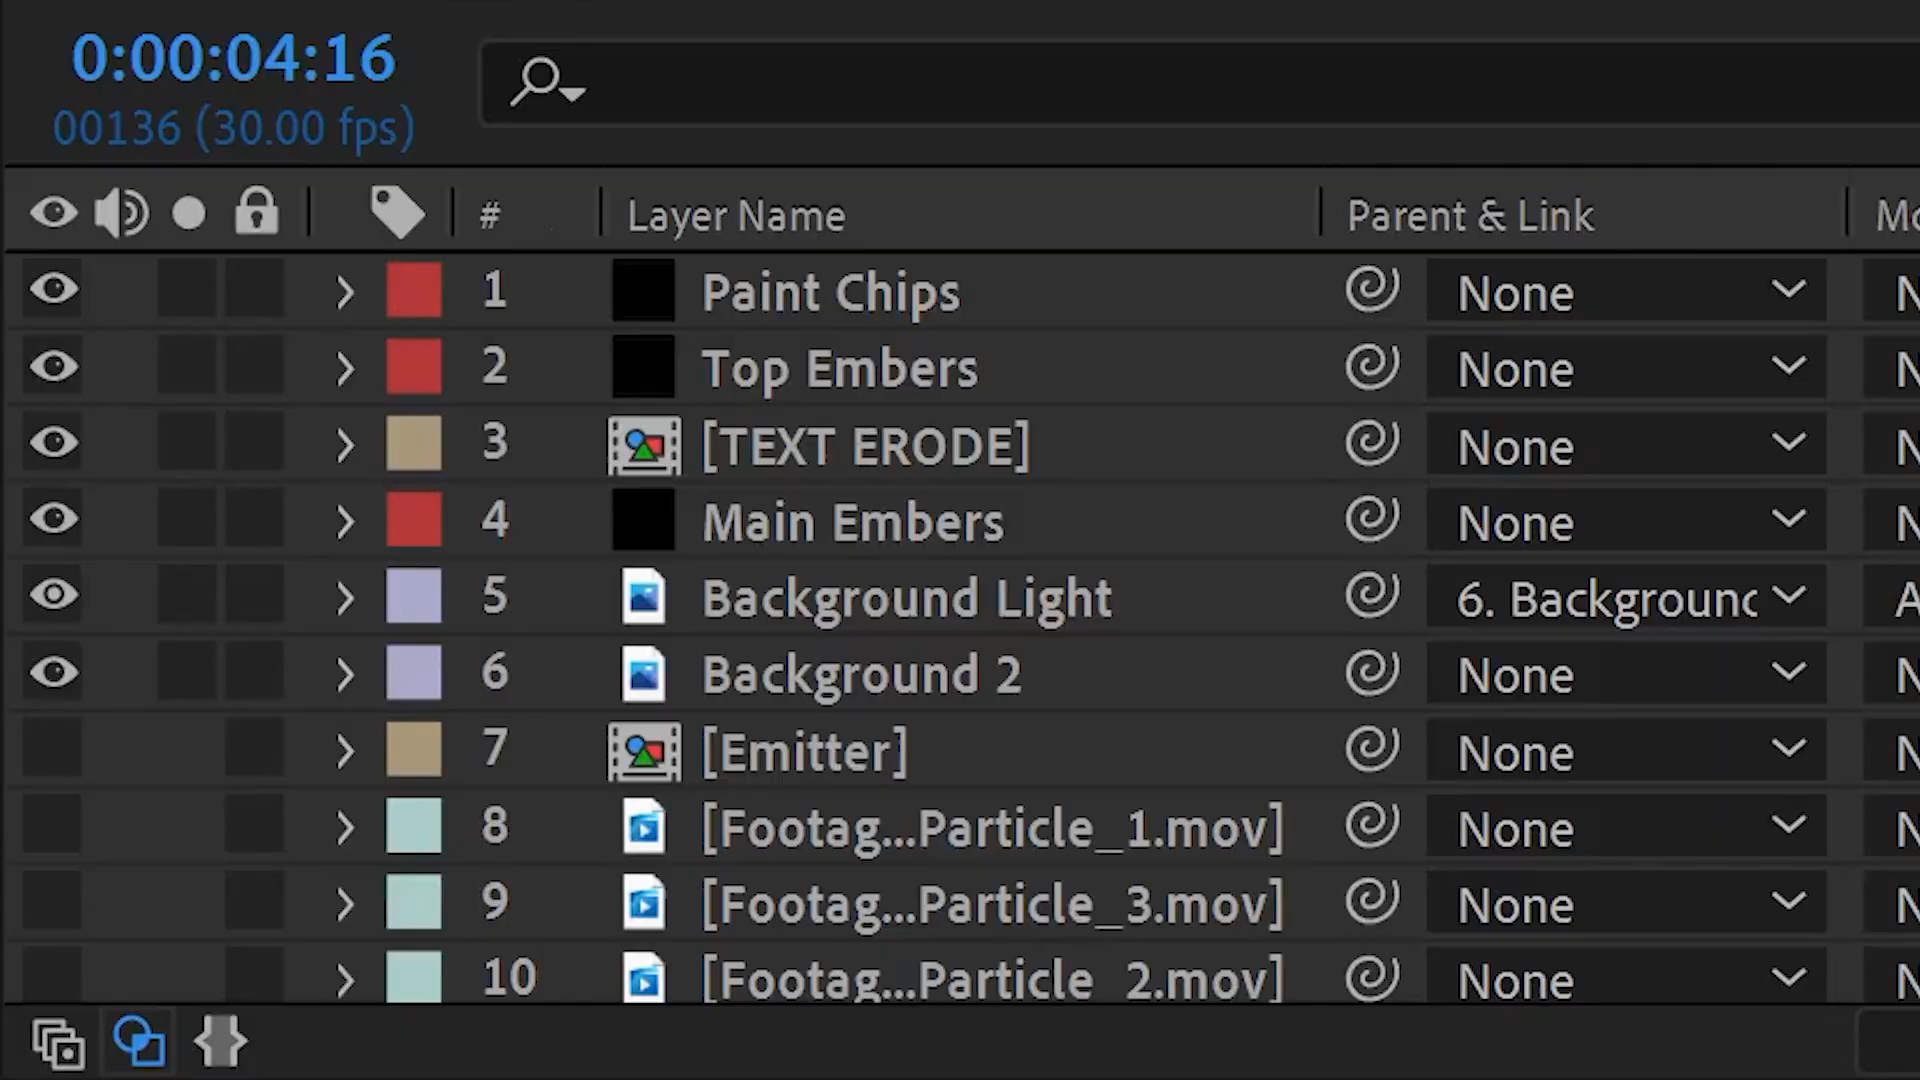 0:00:04:16
00136 (30.00 fps)
# Layer Name Parent & Link
1 Paint Chips None
2 Top Embers None
3 [TEXT ERODE] None
4 Main Embers None
5 Background Light 6. Background
6 Background 2 None
7 [Emitter] None
8 [Footag...Particle_1.mov] None
9 [Footag...Particle_3.mov] None
10 [Footag...Particle_2.mov] None